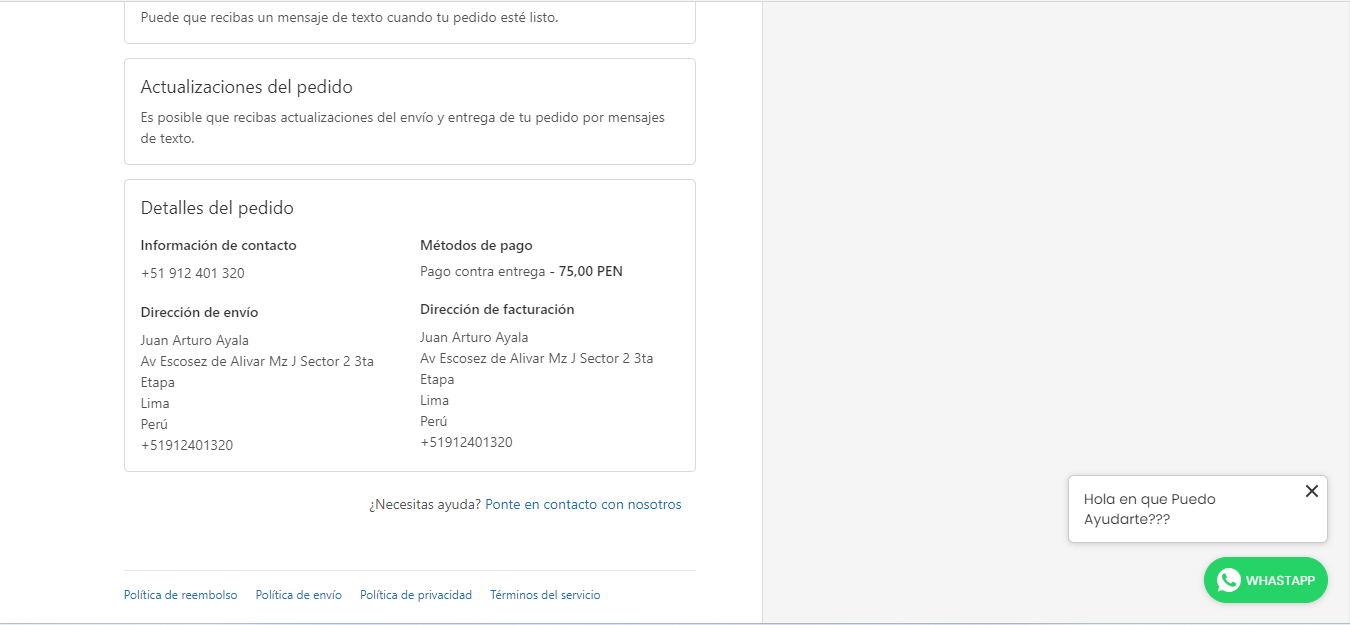 Puede que recibas un mensaje de texto cuando tu pedido esté listo.
Actualizaciones del pedido
Es posible que recibas actualizaciones del envío y entrega de tu pedido por mensajes
de texto.
Detalles del pedido
Información de contacto
+51 912 401 320
Dirección de envío
Juan Arturo Ayala
Av Escosez de Alivar Mz J Sector 2 3ta
Etapa
Lima
Perú
+51912401320
Métodos de pago
Pago contra entrega - 75,00 PEN
Dirección de facturación
Juan Arturo Ayala
Av Escosez de Alivar Mz J Sector 2 3ta
Etapa
Lima
Perú
+51912401320
¿Necesitas ayuda? Ponte en contacto con nosotros
Política de reembolso Política de envío Política de privacidad Términos del servicio
Hola en que Puedo
Ayudarte???
WHASTAPP